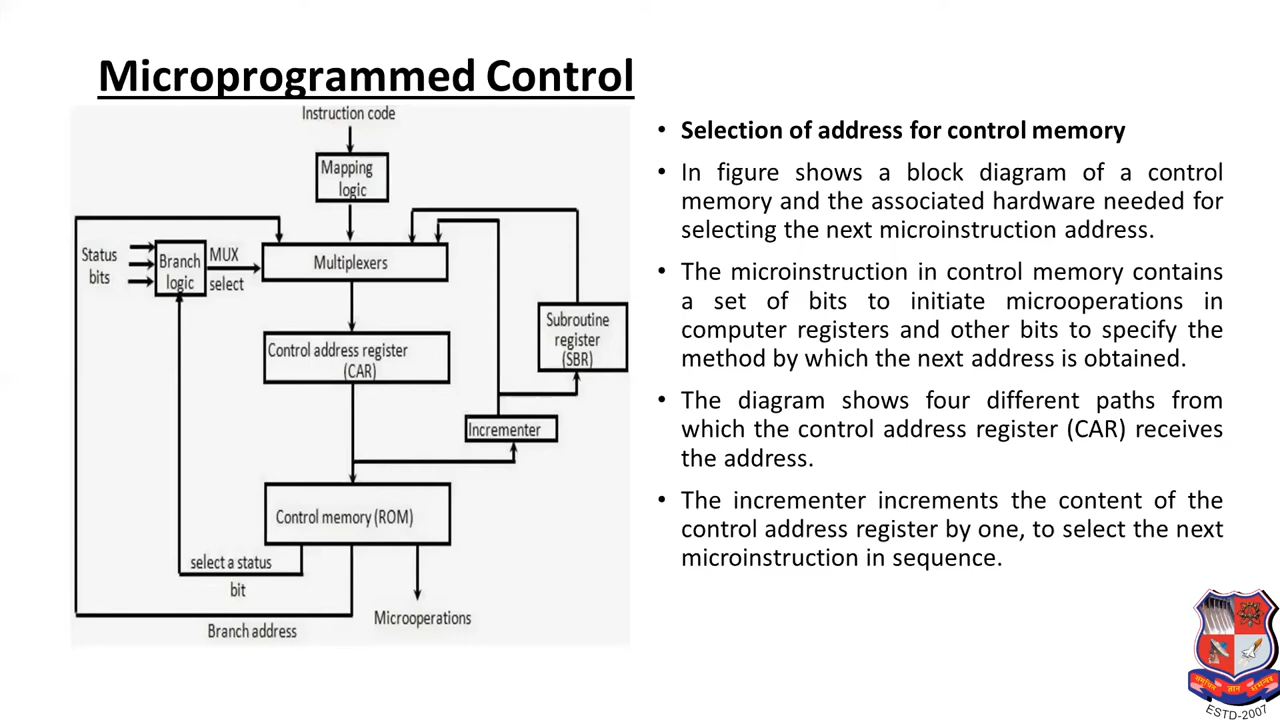 Microprogrammed Control
Instruction code
Mapping
logic
Status
bits
Branch
logic
MUX
select
Multiplexers
Control address register
(CAR)
Subroutine
register
(SBR)
Incrementer
Control memory (ROM)
select a status
bit
Microoperations
Branch address
• Selection of address for control memory
• In figure shows a block diagram of a control
memory and the associated hardware needed for
selecting the next microinstruction address.
• The microinstruction in control memory contains
a set of bits to initiate microoperations in
computer registers and other bits to specify the
method by which the next address is obtained.
• The diagram shows four different paths from
which the control address register (CAR) receives
the address.
• The incrementer increments the content of the
control address register by one, to select the next
microinstruction in sequence.
ESTD-2007